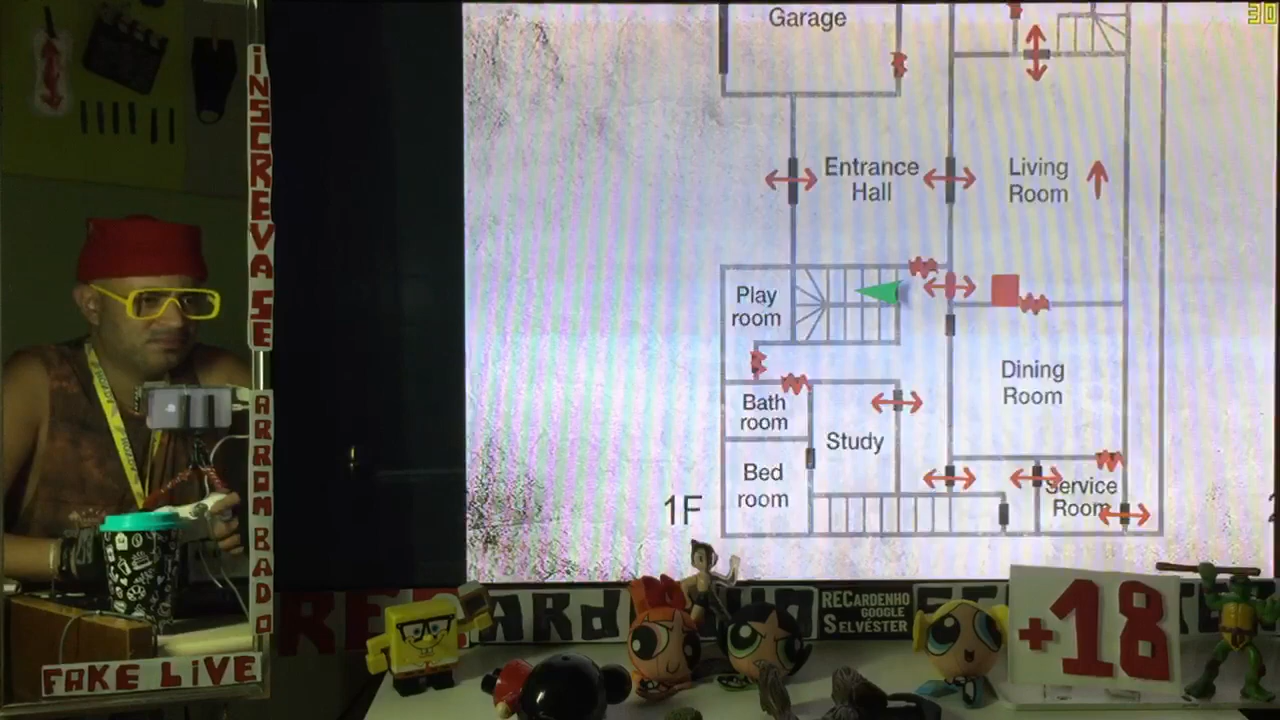 30
Garage
Entrance
Hall
Living
Room
Play
room
Dining
Room
Bath
room
Study
Bed
room
Service
Room
1F
INSCREVA SE
ARROMBADO
FAKE LIVE
RECARDENHO
GOOGLE
SELVÉSTER
+18